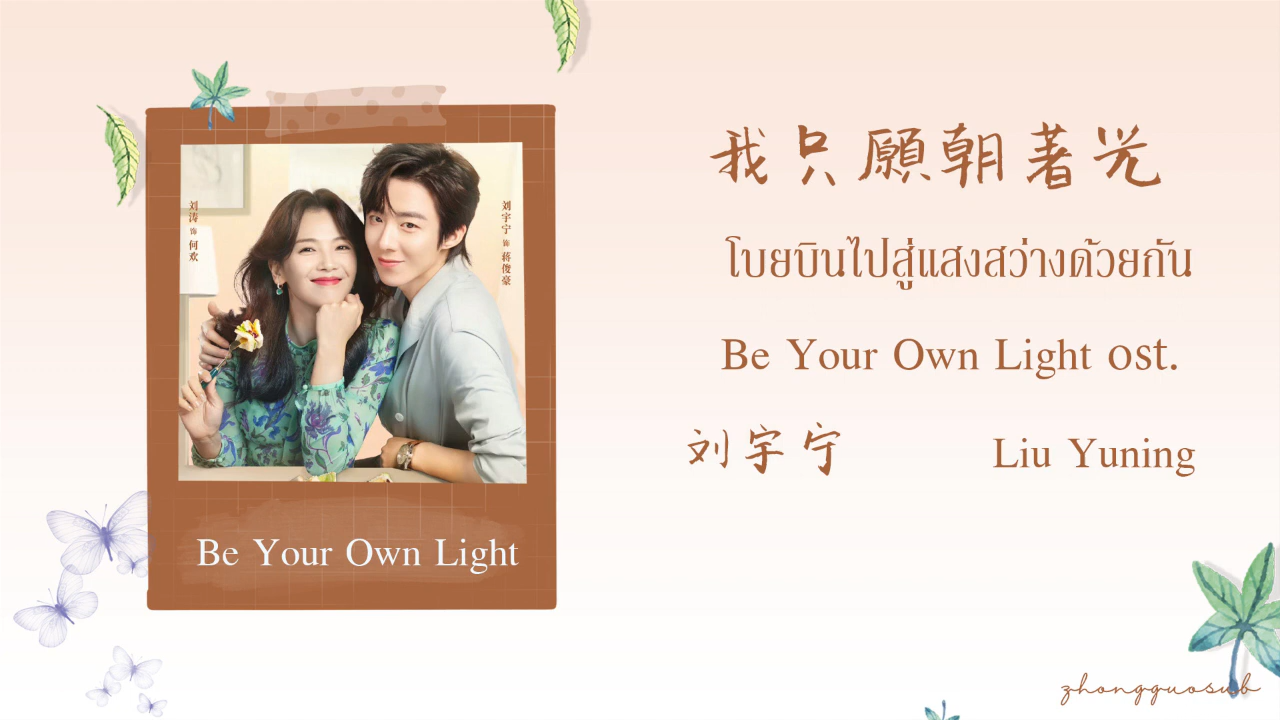 刘涛 饰 何欢
刘宇宁 饰 蒋俊豪
Be Your Own Light
我只願朝著光
โบยบินไปสู่แสงสว่างด้วยกัน
Be Your Own Light ost.
刘宇宁 Liu Yuning
zhongguosub